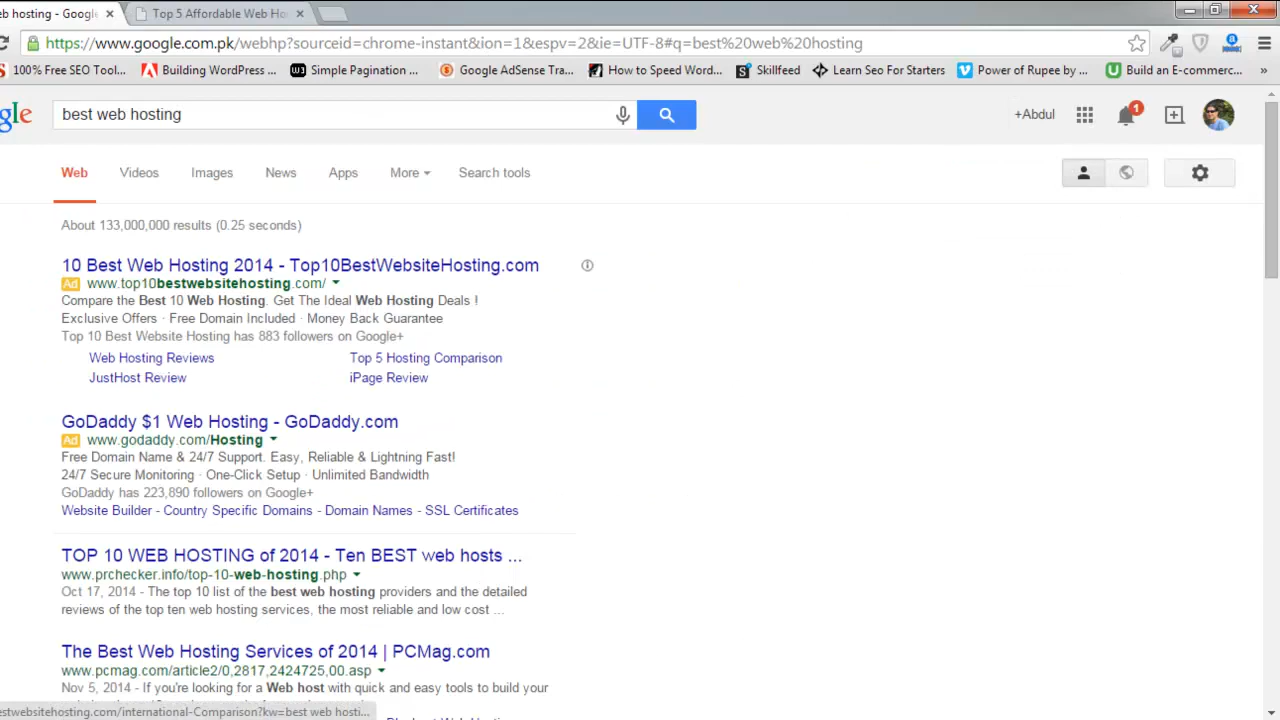 b hosting - Google
Top 5 Affordable Web Ho
https://www.google.com.pk/webhp?sourceid=chrome-instant&ion=1&espv=2&ie=UTF-8#q=best%20web%20hosting
100% Free SEO Tool...
Building WordPress ...
Simple Pagination ...
Google AdSense Tra...
How to Speed Word...
Skillfeed
Learn Seo For Starters
Power of Rupee by ...
Build an E-commerc...
»
gle
best web hosting
+Abdul
1
Web
Videos
Images
News
Apps
More
Search tools
About 133,000,000 results (0.25 seconds)
10 Best Web Hosting 2014 - Top10BestWebsiteHosting.com
Ad www.top10bestwebsitehosting.com/
Compare the Best 10 Web Hosting. Get The Ideal Web Hosting Deals !
Exclusive Offers · Free Domain Included · Money Back Guarantee
Top 10 Best Website Hosting has 883 followers on Google+
Web Hosting Reviews
Top 5 Hosting Comparison
JustHost Review
iPage Review
GoDaddy $1 Web Hosting - GoDaddy.com
Ad www.godaddy.com/Hosting
Free Domain Name & 24/7 Support. Easy, Reliable & Lightning Fast!
24/7 Secure Monitoring · One-Click Setup · Unlimited Bandwidth
GoDaddy has 223,890 followers on Google+
Website Builder - Country Specific Domains - Domain Names - SSL Certificates
TOP 10 WEB HOSTING of 2014 - Ten BEST web hosts ...
www.prchecker.info/top-10-web-hosting.php
Oct 17, 2014 - The top 10 list of the best web hosting providers and the detailed
reviews of the top ten web hosting services, the most reliable and low cost ...
The Best Web Hosting Services of 2014 | PCMag.com
www.pcmag.com/article2/0,2817,2424725,00.asp
Nov 5, 2014 - If you're looking for a Web host with quick and easy tools to build your
estwebsitehosting.com/international-Comparison?kw=best web hosti...